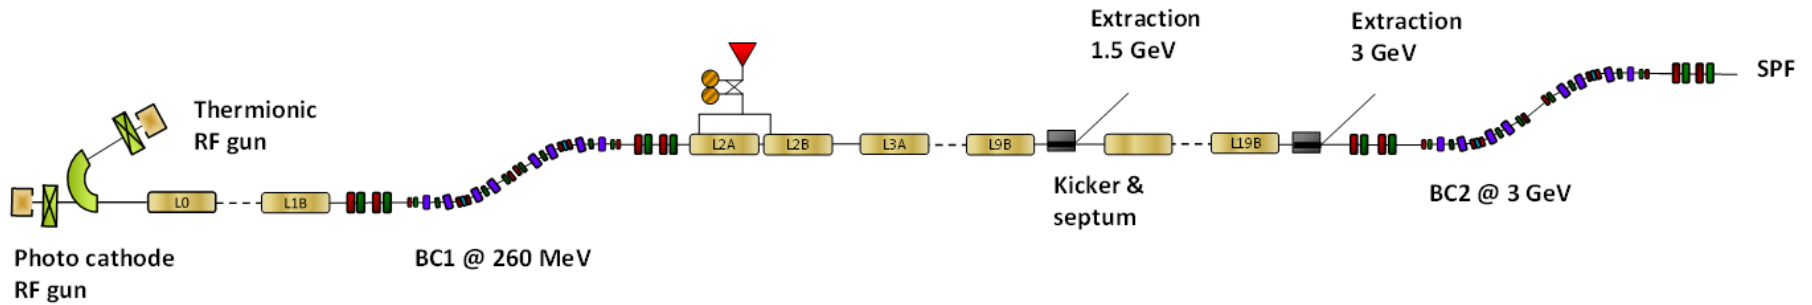 Extraction
1.5 GeV
Extraction
3 GeV
SPF
Thermionic
RF gun
L2A
L2B
L3A
L9B
L19B
Kicker &
septum
BC2 @ 3 GeV
L0
L1B
Photo cathode
RF gun
BC1 @ 260 MeV